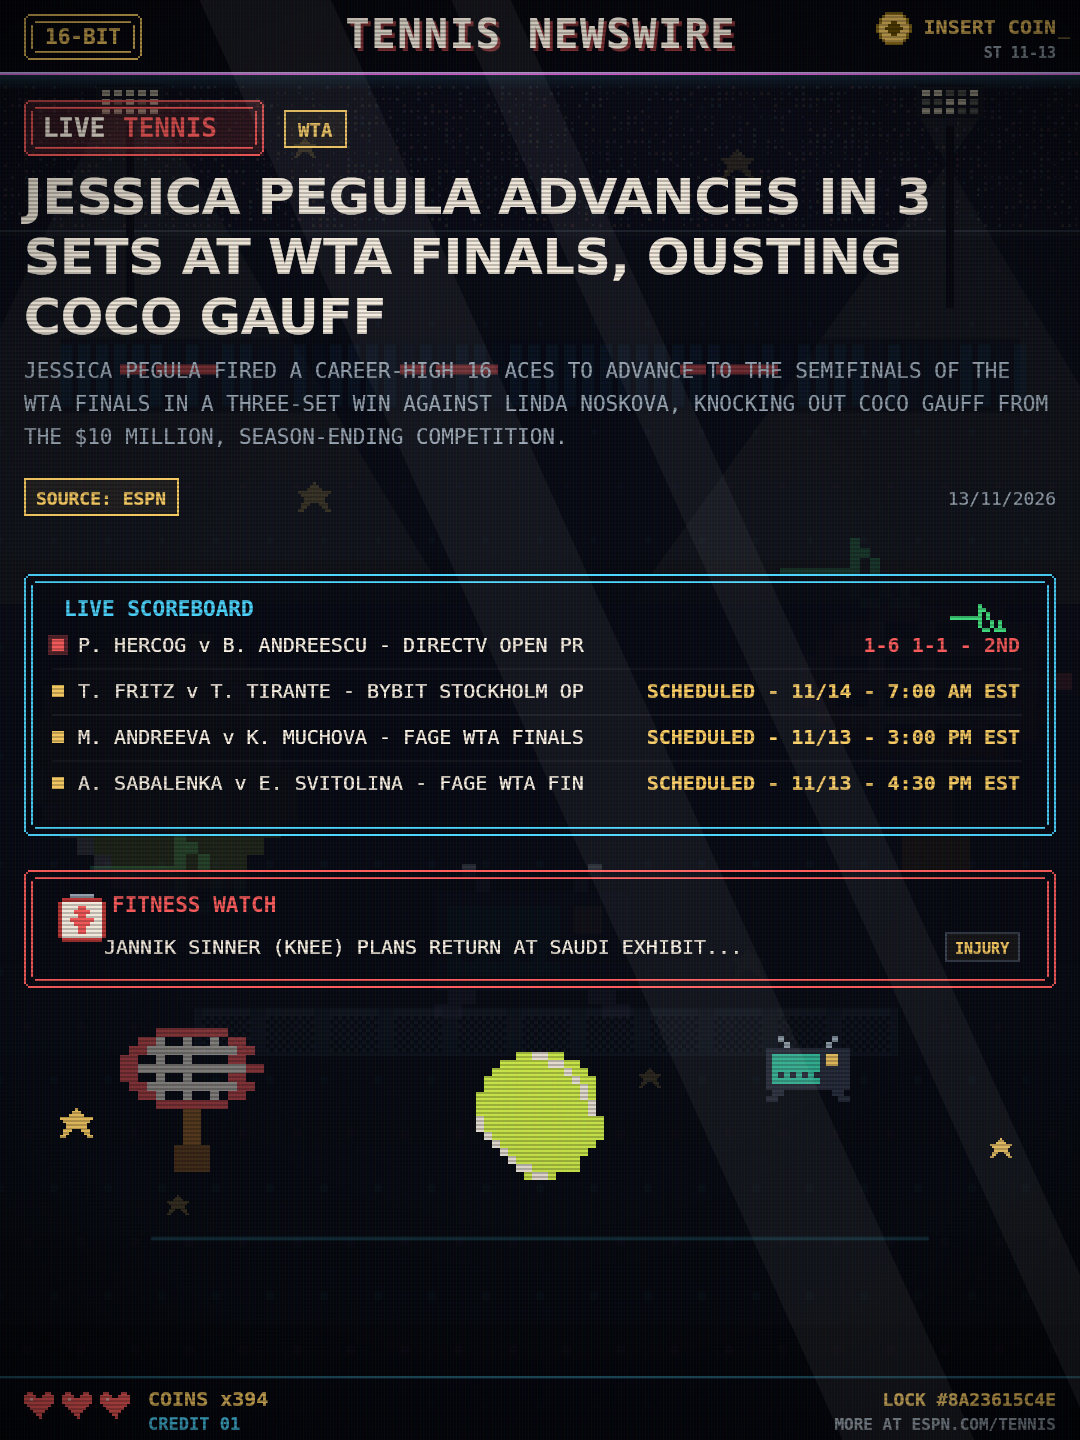 16-BIT
TENNIS NEWSWIRE
INSERT COIN_
ST 11-13
LIVE TENNIS
WTA
JESSICA PEGULA ADVANCES IN 3
SETS AT WTA FINALS, OUSTING
COCO GAUFF
JESSICA PEGULA FIRED A CAREER-HIGH 16 ACES TO ADVANCE TO THE SEMIFINALS OF THE
WTA FINALS IN A THREE-SET WIN AGAINST LINDA NOSKOVA, KNOCKING OUT COCO GAUFF FROM
THE $10 MILLION, SEASON-ENDING COMPETITION.
SOURCE: ESPN
13/11/2026
LIVE SCOREBOARD
P. HERCOG v B. ANDREESCU - DIRECTV OPEN PR
1-6 1-1 - 2ND
T. FRITZ v T. TIRANTE - BYBIT STOCKHOLM OP
SCHEDULED - 11/14 - 7:00 AM EST
M. ANDREEVA v K. MUCHOVA - FAGE WTA FINALS
SCHEDULED - 11/13 - 3:00 PM EST
A. SABALENKA v E. SVITOLINA - FAGE WTA FIN
SCHEDULED - 11/13 - 4:30 PM EST
FITNESS WATCH
JANNIK SINNER (KNEE) PLANS RETURN AT SAUDI EXHIBIT...
INJURY
COINS x394
CREDIT 01
LOCK #8A23615C4E
MORE AT ESPN.COM/TENNIS